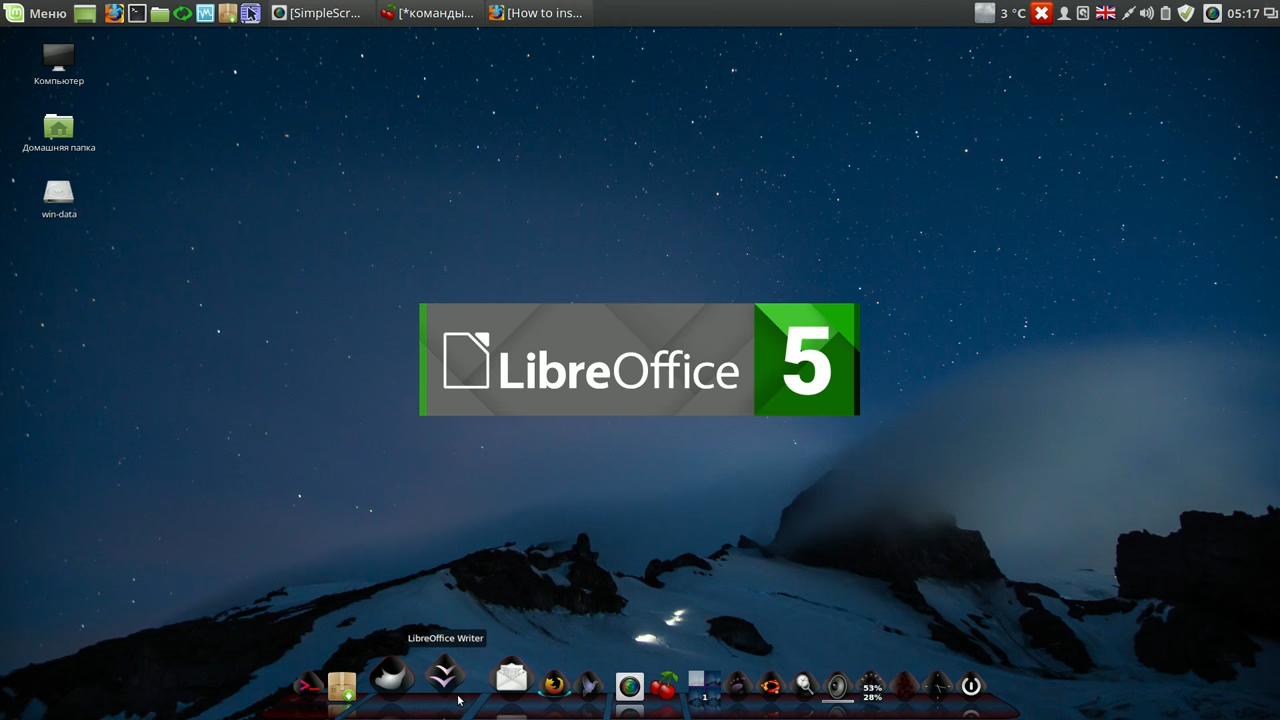 Меню
[SimpleScr...
[*команды...
[How to ins...
3 °C
05:17
Компьютер
Домашняя папка
win-data
LibreOffice
5
LibreOffice Writer
1
53%
28%